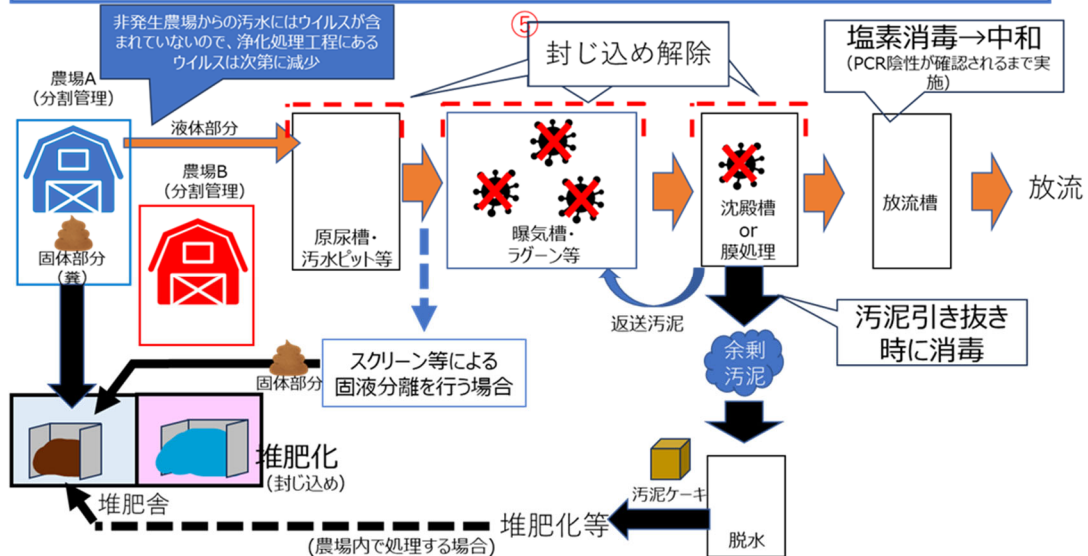 非発生農場からの汚水にはウイルスが含
まれていないので、浄化処理工程にある
ウイルスは次第に減少
⑤
封じ込め解除
塩素消毒→中和
(PCR陰性が確認されるまで実
施)
農場A
(分割管理)
液体部分
農場B
(分割管理)
固体部分
(糞)
原尿槽・
汚水ピット等
曝気槽・
ラグーン等
沈殿槽
or
膜処理
放流槽
放流
返送汚泥
汚泥引き抜き
時に消毒
スクリーン等による
固液分離を行う場合
固体部分
余剰
汚泥
堆肥化
(封じ込め)
堆肥舎
汚泥ケーキ
堆肥化等
(農場内で処理する場合)
脱水